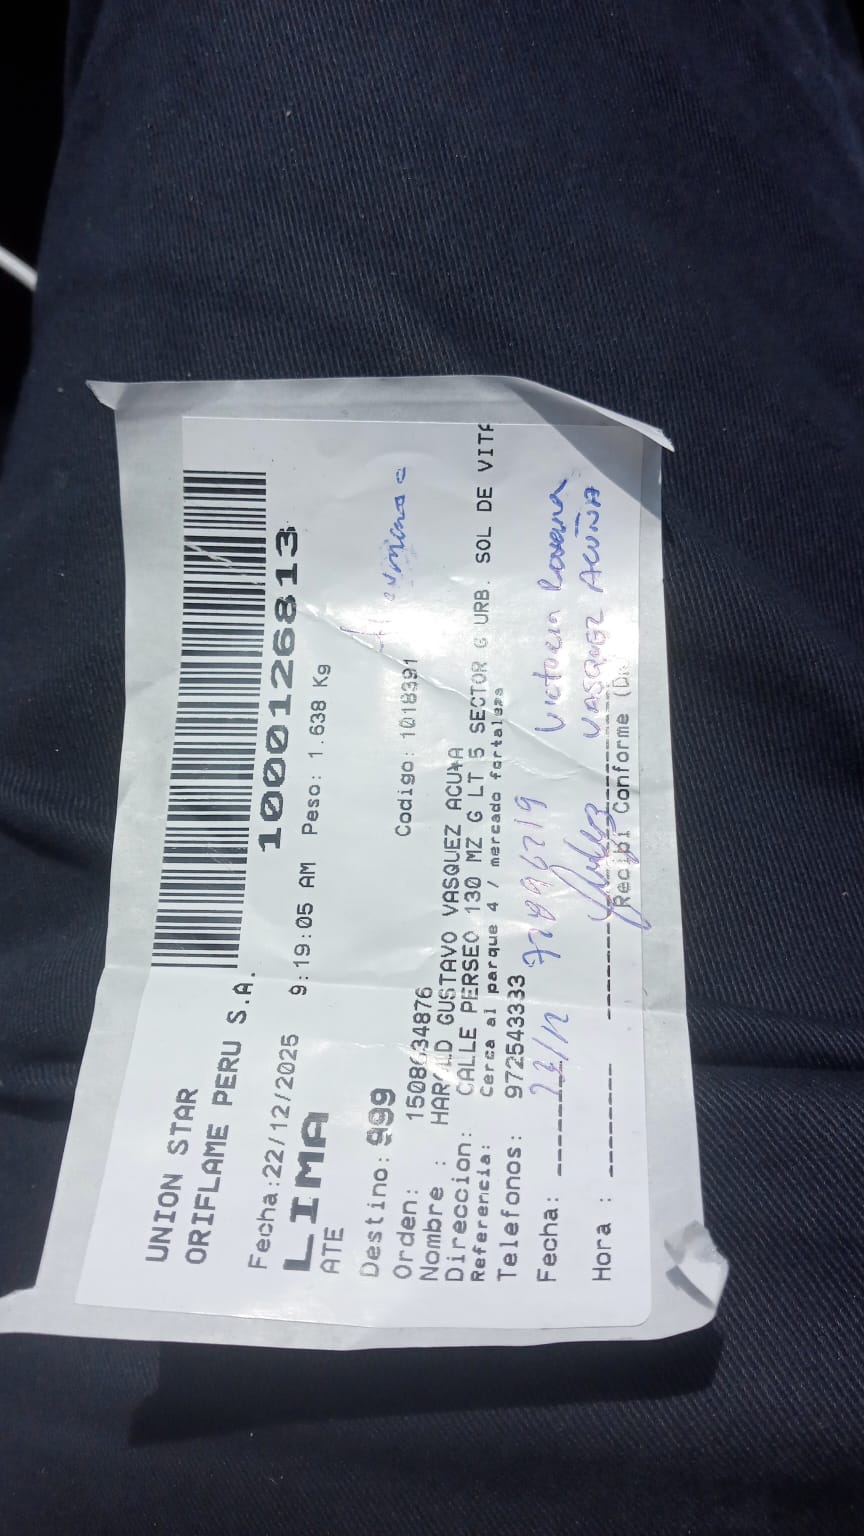 UNION STAR
ORIFLAME PERU S.A.
10001268813
Fecha:22/12/2025 9:19:05 AM Peso: 1.638 Kg
LIMA
ATE
Destino: 999
Orden: 1508634876 Codigo: 1018391
Nombre : HAROLD GUSTAVO VASQUEZ ACUÑA
Direccion: CALLE PERSEO 130 MZ G LT 5 SECTOR G URB. SOL DE VITA
Referencia: Cerca al parque 4 / mercado fortaleza
Telefonos: 972543333
Fecha: 23/12 Victoria Roxana
VASQUEZ ACUÑA
Hora : Recibi Conforme